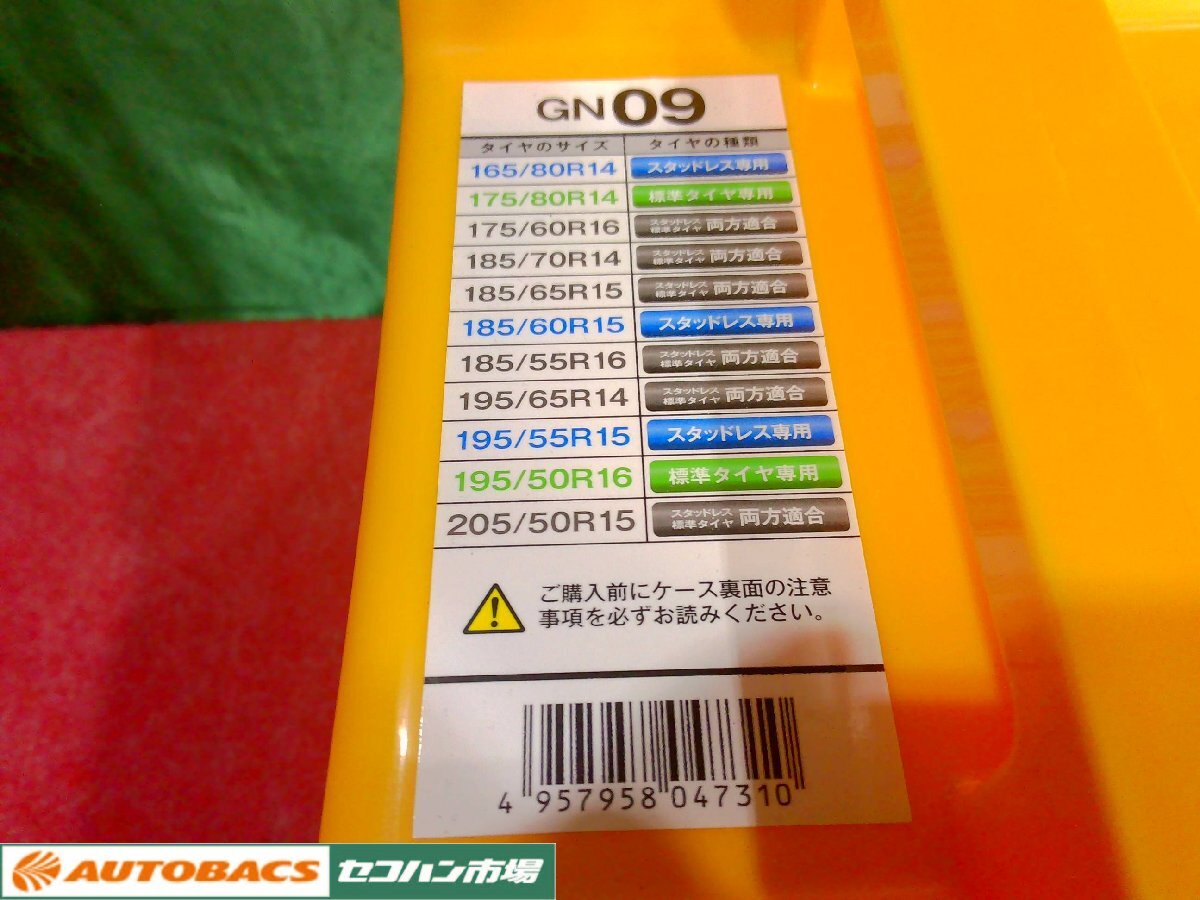 GN09
タイヤのサイズ タイヤの種類
165/80R14 スタッドレス専用
175/80R14 標準タイヤ専用
175/60R16 スタッドレス標準タイヤ 両方適合
185/70R14 スタッドレス標準タイヤ 両方適合
185/65R15 スタッドレス標準タイヤ 両方適合
185/60R15 スタッドレス専用
185/55R16 スタッドレス標準タイヤ 両方適合
195/65R14 スタッドレス標準タイヤ 両方適合
195/55R15 スタッドレス専用
195/50R16 標準タイヤ専用
205/50R15 スタッドレス標準タイヤ 両方適合
ご購入前にケース裏面の注意
事項を必ずお読みください。
4 957958 047310
AUTOBACS セコハン市場